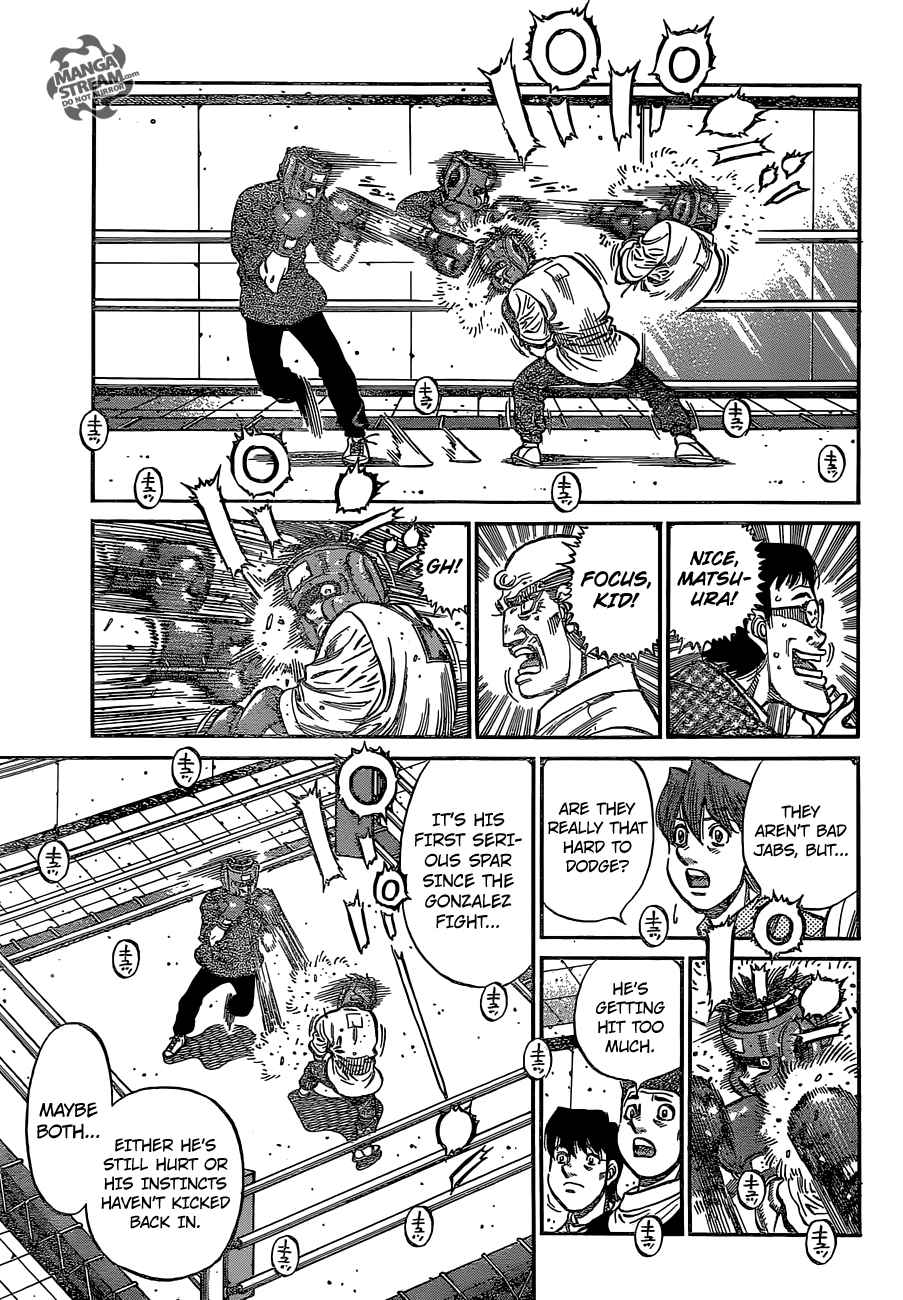 MANGA
STREAM.com
DO NOT MIRROR
NICE,
MATSU-
URA!
FOCUS,
KID!
GH!
THEY
AREN'T BAD
JABS, BUT...
ARE THEY
REALLY THAT
HARD TO
DODGE?
HE'S
GETTING
HIT TOO
MUCH.
IT'S HIS
FIRST SERI-
OUS SPAR
SINCE THE
GONZALEZ
FIGHT...
MAYBE
BOTH...
EITHER HE'S
STILL HURT OR
HIS INSTINCTS
HAVEN'T KICKED
BACK IN.